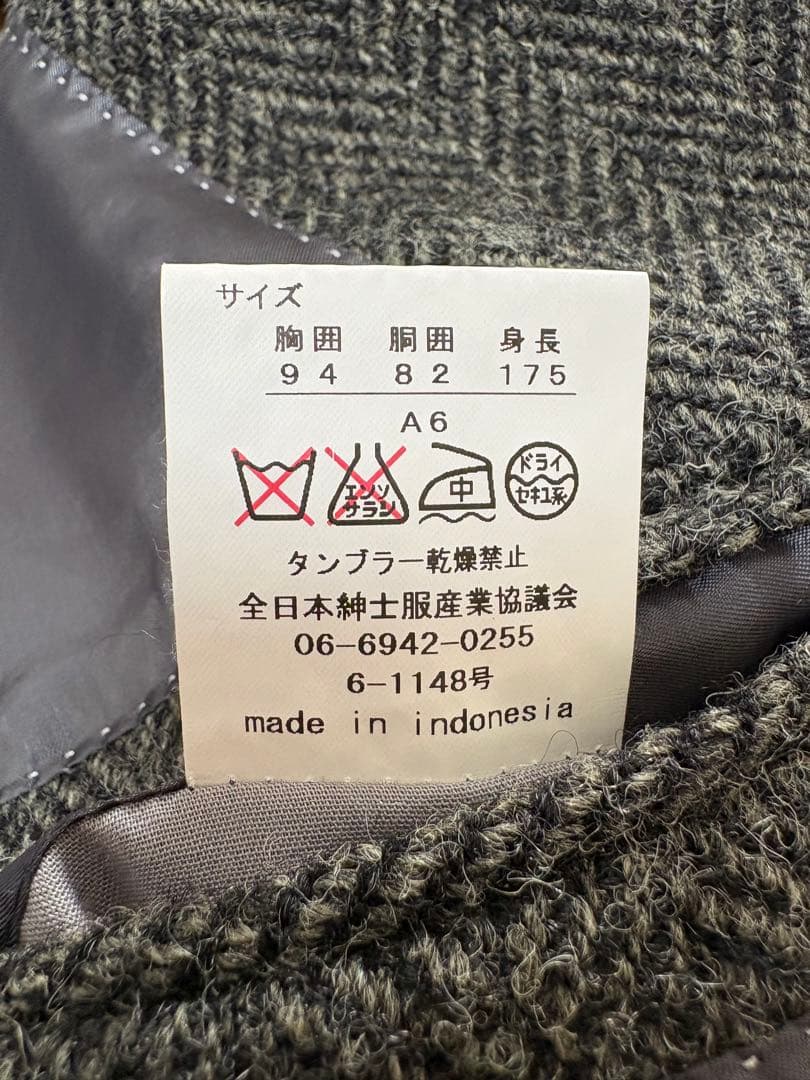 サイズ
胸囲 胴囲 身長
94 82 175
A6
エンソ
サラシ
中
ドライ
セキユ系
タンブラー乾燥禁止
全日本紳士服産業協議会
06-6942-0255
6-1148号
made in indonesia